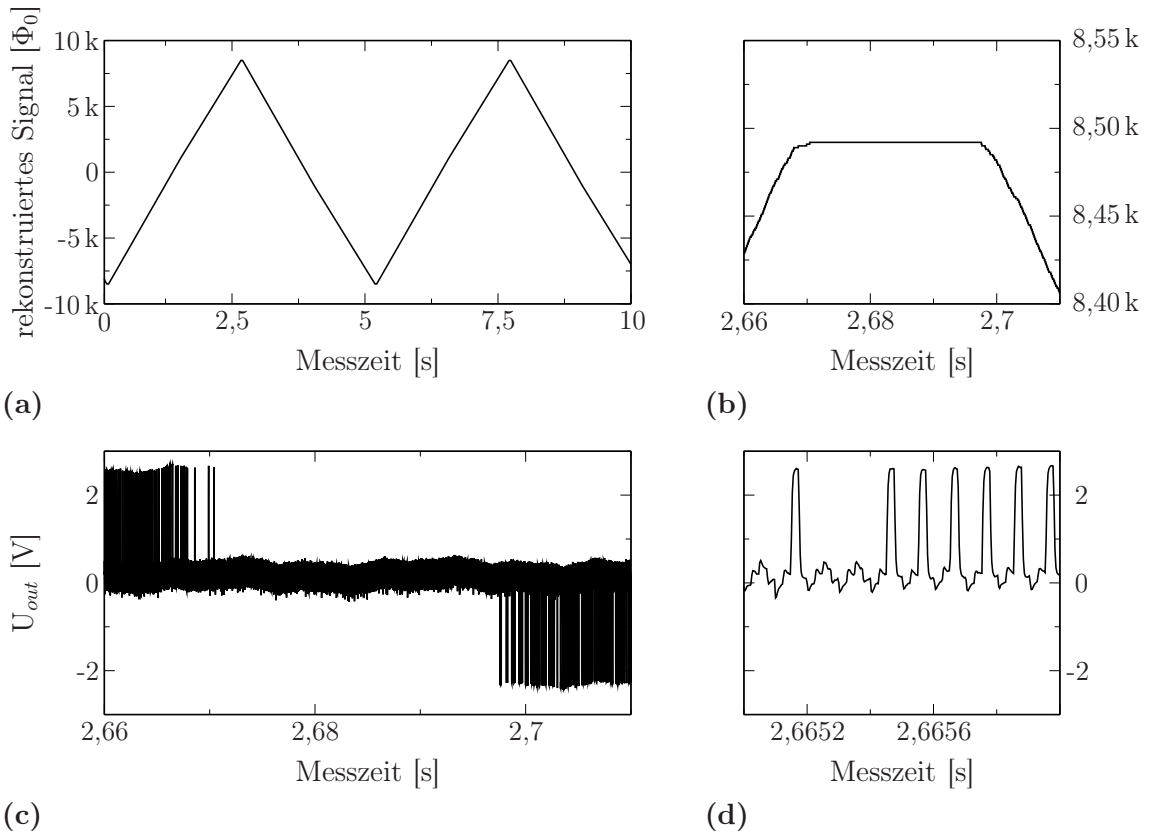 rekonstruiertes Signal [Φ₀]
10 k
5 k
0
-5 k
-10 k
0
2,5
5
7,5
10
Messzeit [s]
(a)
8,55 k
8,50 k
8,45 k
8,40 k
2,66
2,68
2,7
Messzeit [s]
(b)
U_out [V]
2
0
-2
2,66
2,68
2,7
Messzeit [s]
(c)
2
0
-2
2,6652
2,6656
Messzeit [s]
(d)